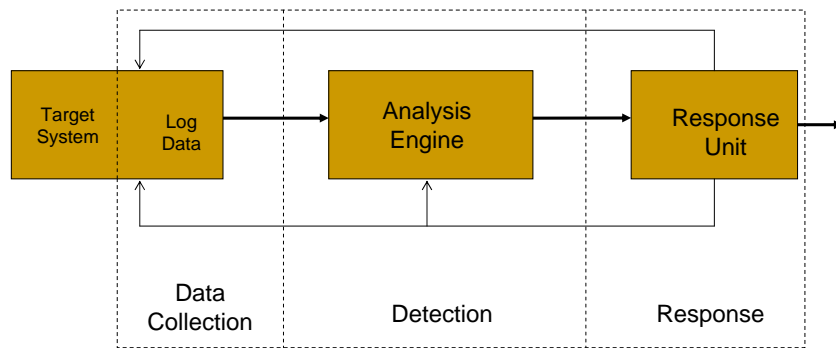 Target
System
Log
Data
Analysis
Engine
Response
Unit
Data
Collection
Detection
Response